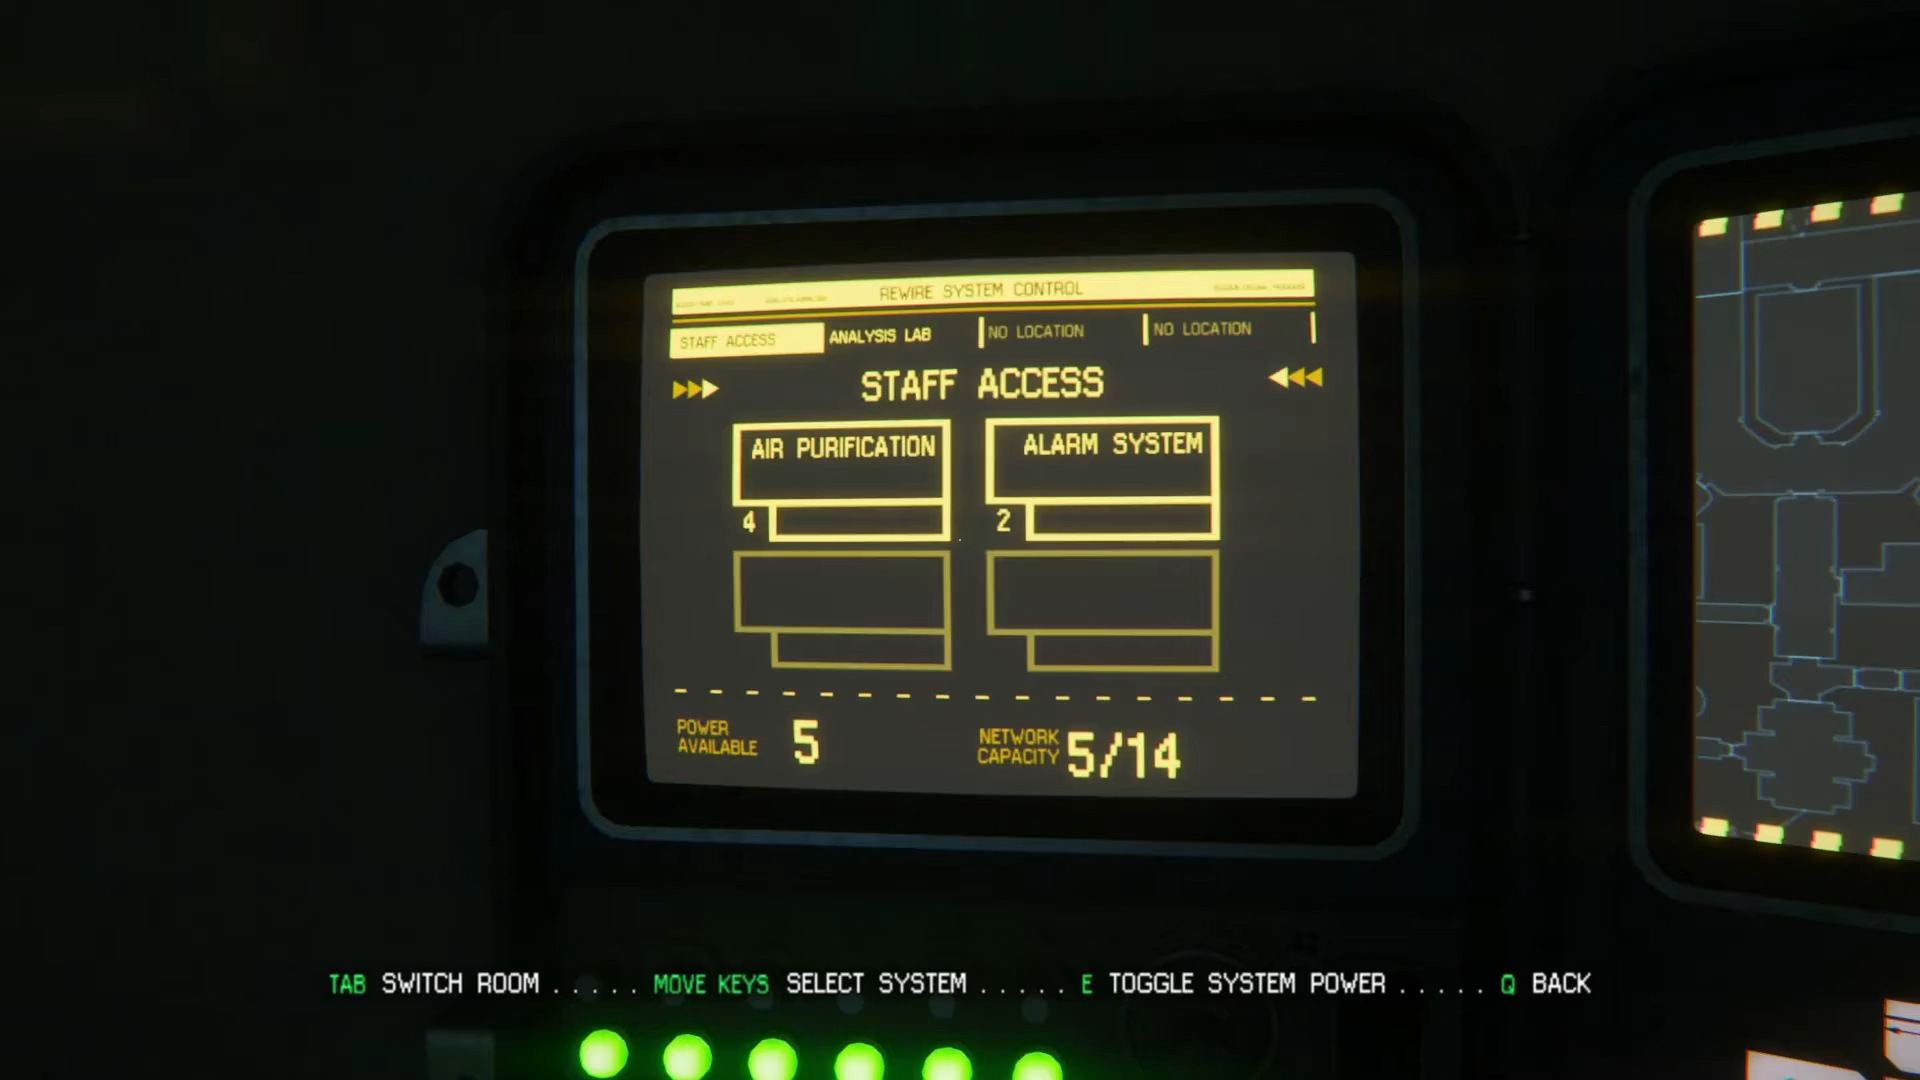 REWIRE SYSTEM CONTROL
STAFF ACCESS ANALYSIS LAB NO LOCATION NO LOCATION
STAFF ACCESS
AIR PURIFICATION ALARM SYSTEM
4 2
POWER AVAILABLE 5 NETWORK CAPACITY 5/14
TAB SWITCH ROOM ..... MOVE KEYS SELECT SYSTEM ..... E TOGGLE SYSTEM POWER ..... Q BACK